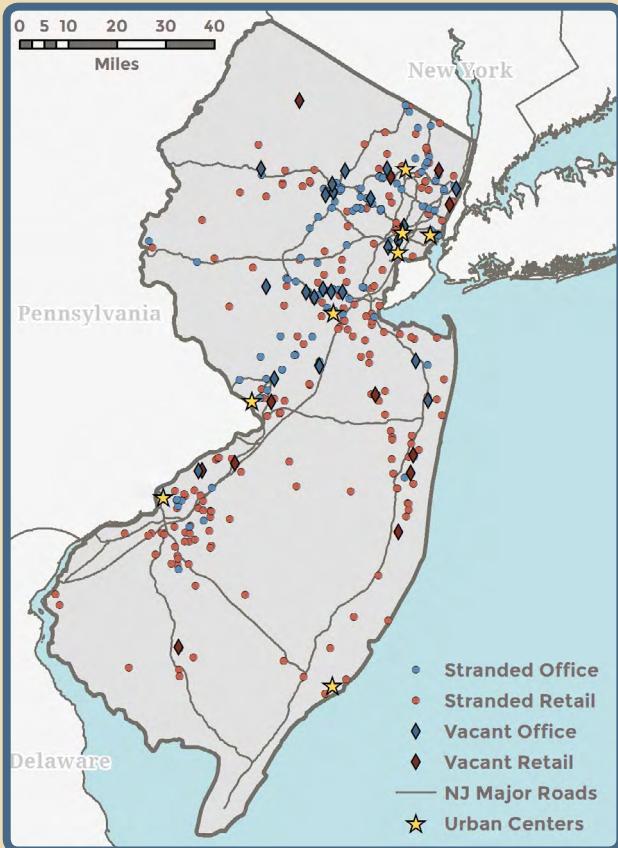 0 5 10 20 30 40
Miles
New York
Pennsylvania
Delaware
Stranded Office
Stranded Retail
Vacant Office
Vacant Retail
NJ Major Roads
Urban Centers